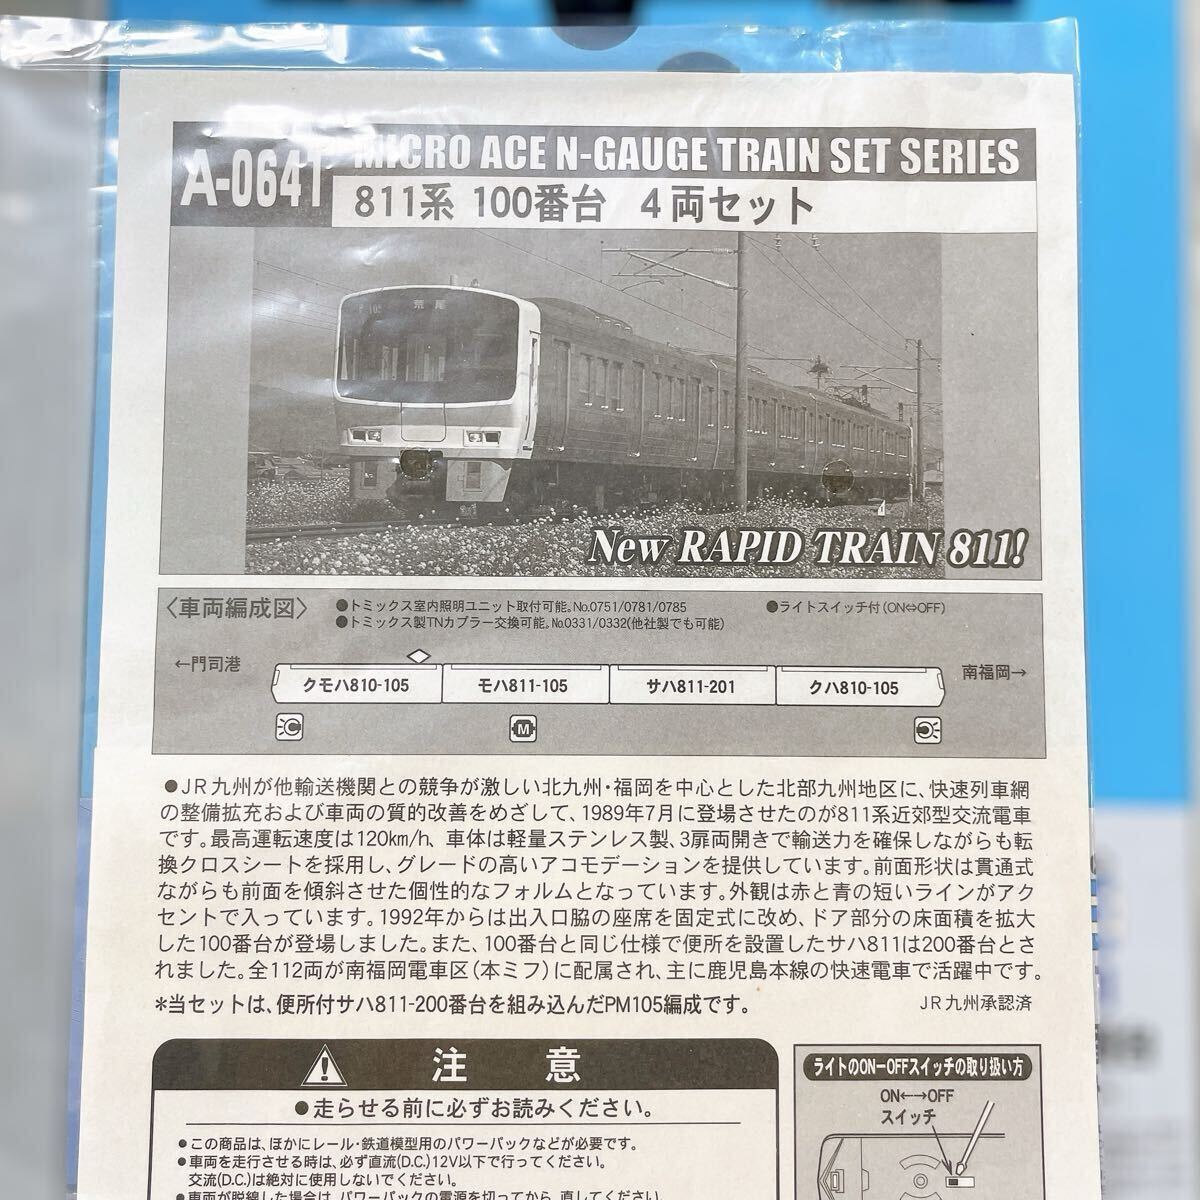 MICRO ACE N-GAUGE TRAIN SET SERIES
A-0641
811系 100番台 4両セット
荒尾
New RAPID TRAIN 811!
〈車両編成図〉
●トミックス室内照明ユニット取付可能。No.0751/0781/0785
●ライトスイッチ付(ON⇔OFF)
●トミックス製TNカプラー交換可能。No.0331/0332(他社製でも可能)
←門司港
南福岡→
クモハ810-105 モハ811-105 サハ811-201 クハ810-105
M
●JR九州が他輸送機関との競争が激しい北九州・福岡を中心とした北部九州地区に、快速列車網
の整備拡充および車両の質的改善をめざして、1989年7月に登場させたのが811系近郊型交流電車
です。最高運転速度は120km/h、車体は軽量ステンレス製、3扉両開きで輸送力を確保しながらも転
換クロスシートを採用し、グレードの高いアコモデーションを提供しています。前面形状は貫通式
ながらも前面を傾斜させた個性的なフォルムとなっています。外観は赤と青の短いラインがア
クセントで入っています。1992年からは出入口脇の座席を固定式に改め、ドア部分の床面積を拡大
した100番台が登場しました。また、100番台と同じ仕様で便所を設置したサハ811は200番台とさ
れました。全112両が南福岡電車区(本ミフ)に配属され、主に鹿児島本線の快速電車で活躍中です。
*当セットは、便所付サハ811-200番台を組み込んだPM105編成です。
JR九州承認済
注意
●走らせる前に必ずお読みください。
●この商品は、ほかにレール・鉄道模型用のパワーパックなどが必要です。
●車両を走行させる時は、必ず直流(D.C.)12V以下で行ってください。
交流(D.C.)は絶対に使用しないでください。
●車両が脱線した場合は、パワーパックの電源を切ってから、直してください。
ライトのON-OFFスイッチの取り扱い方
ON←→OFF
スイッチ